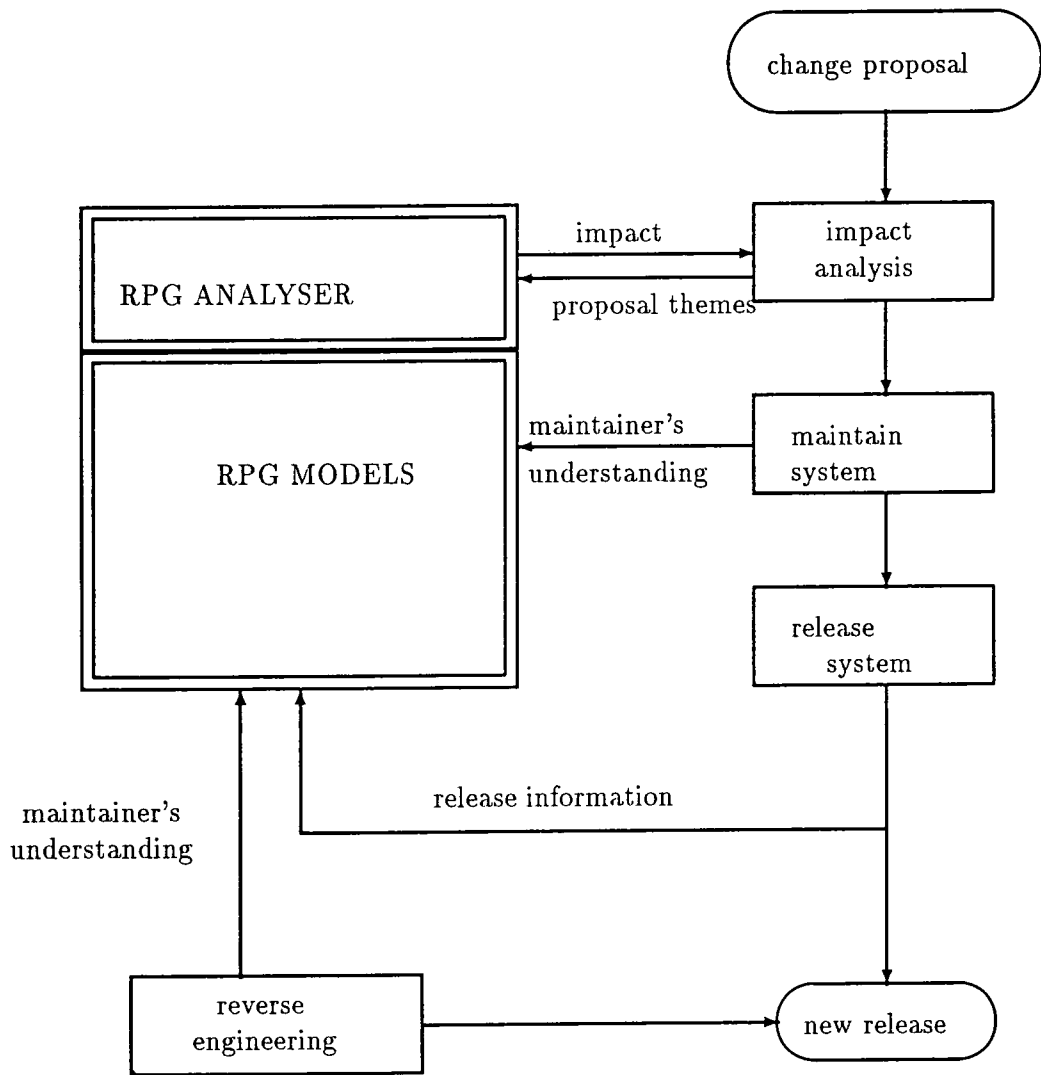 change proposal
impact
impact
analysis
RPG ANALYSER
proposal themes
maintainer's
understanding
maintain
system
RPG MODELS
release
system
release information
maintainer's
understanding
reverse
engineering
new release